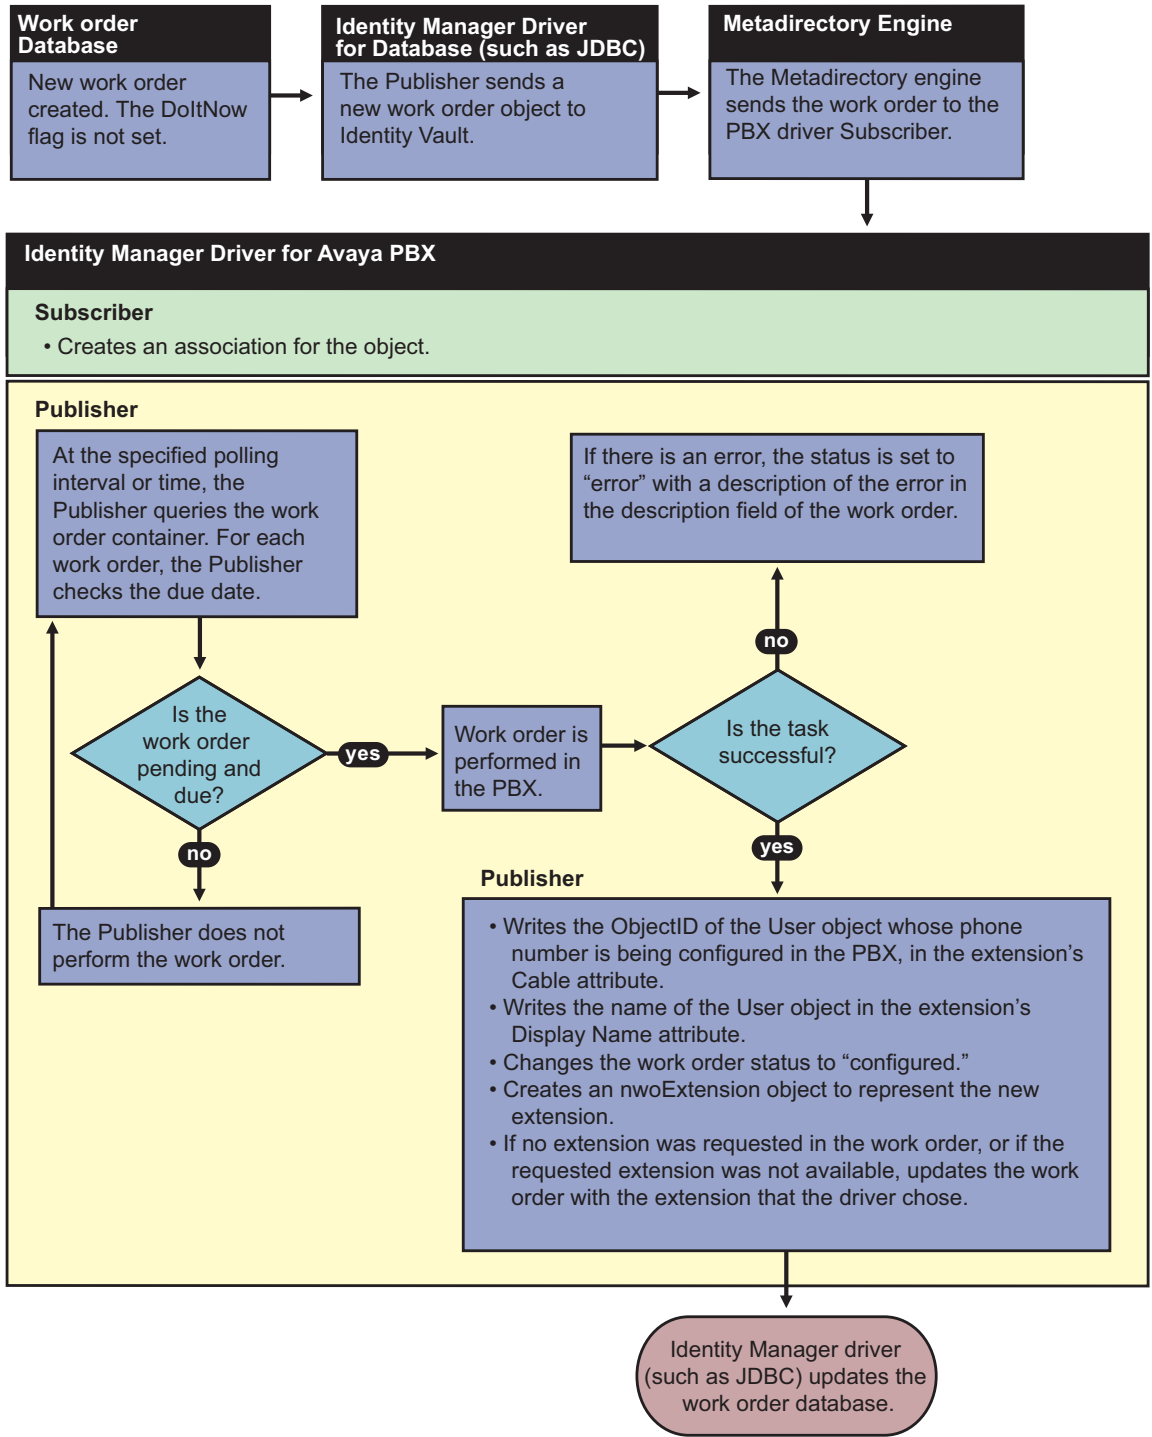 Work order
Database
New work order
created. The DoItNow
flag is not set.
Identity Manager Driver
for Database (such as JDBC)
The Publisher sends a
new work order object to
Identity Vault.
Metadirectory Engine
The Metadirectory engine
sends the work order to the
PBX driver Subscriber.
Identity Manager Driver for Avaya PBX
Subscriber
• Creates an association for the object.
Publisher
At the specified polling
interval or time, the
Publisher queries the work
order container. For each
work order, the Publisher
checks the due date.
If there is an error, the status is set to
“error” with a description of the error in
the description field of the work order.
no
Is the
work order
pending and
due?
yes
Work order is
performed in
the PBX.
Is the task
successful?
no
yes
The Publisher does not
perform the work order.
Publisher
• Writes the ObjectID of the User object whose phone
number is being configured in the PBX, in the extension’s
Cable attribute.
• Writes the name of the User object in the extension’s
Display Name attribute.
• Changes the work order status to “configured.”
• Creates an nwoExtension object to represent the new
extension.
• If no extension was requested in the work order, or if the
requested extension was not available, updates the work
order with the extension that the driver chose.
Identity Manager driver
(such as JDBC) updates the
work order database.